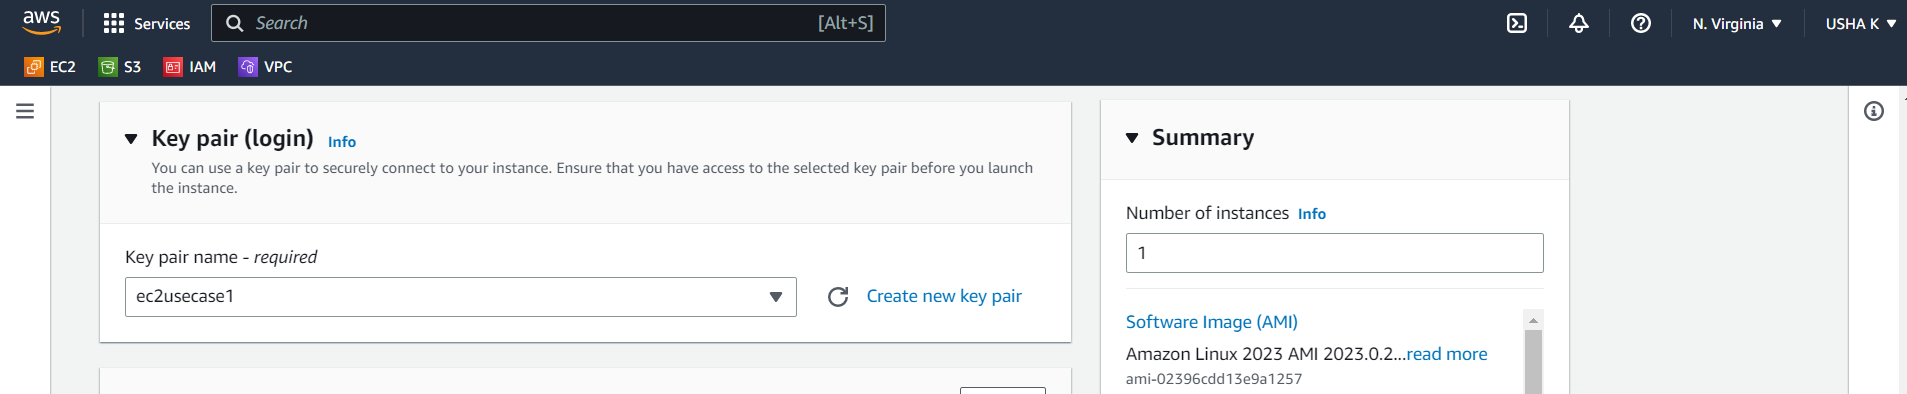 aws Services Search [Alt+S] N. Virginia USHA K
EC2 S3 IAM VPC
Key pair (login) Info
You can use a key pair to securely connect to your instance. Ensure that you have access to the selected key pair before you launch
the instance.
Key pair name - required
ec2usecase1 Create new key pair
Summary
Number of instances Info
1
Software Image (AMI)
Amazon Linux 2023 AMI 2023.0.2...read more
ami-02396cdd13e9a1257